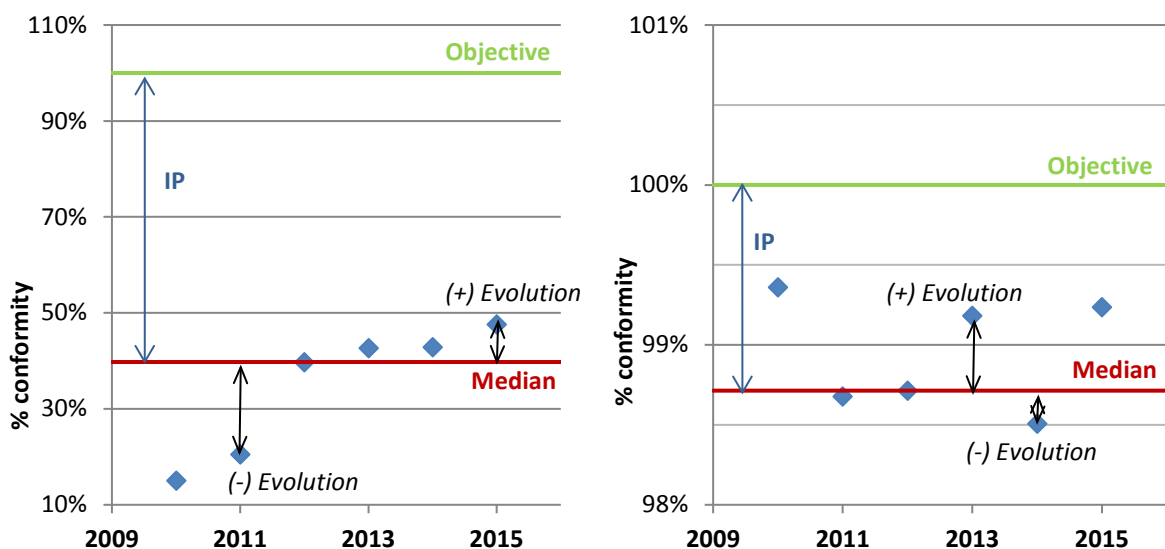 110%
Objective
90%
IP
70%
% conformity
(+) Evolution
50%
Median
30%
(-) Evolution
10%
2009 2011 2013 2015
101%
Objective
100%
IP
% conformity
(+) Evolution
99%
Median
(-) Evolution
98%
2009 2011 2013 2015